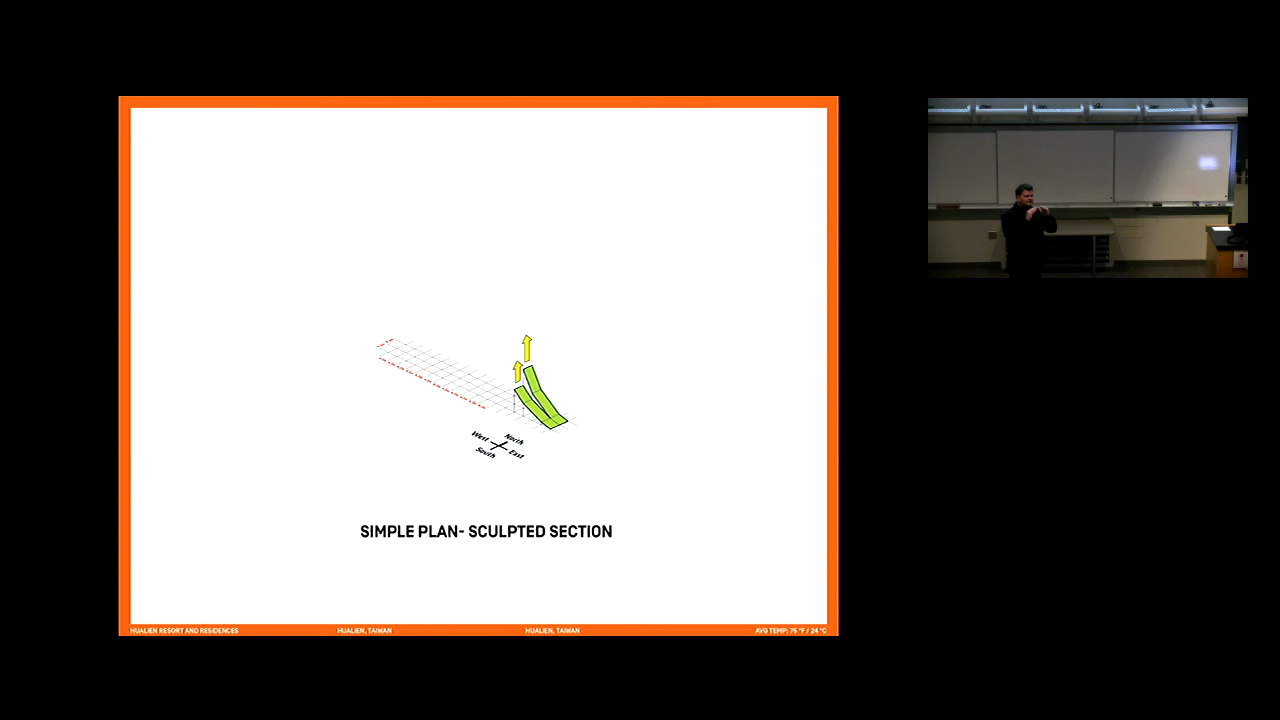 West North
South East
SIMPLE PLAN- SCULPTED SECTION
HUALIEN RESORT AND RESIDENCES HUALIEN, TAIWAN HUALIEN, TAIWAN AVG TEMP: 75 °F / 24 °C